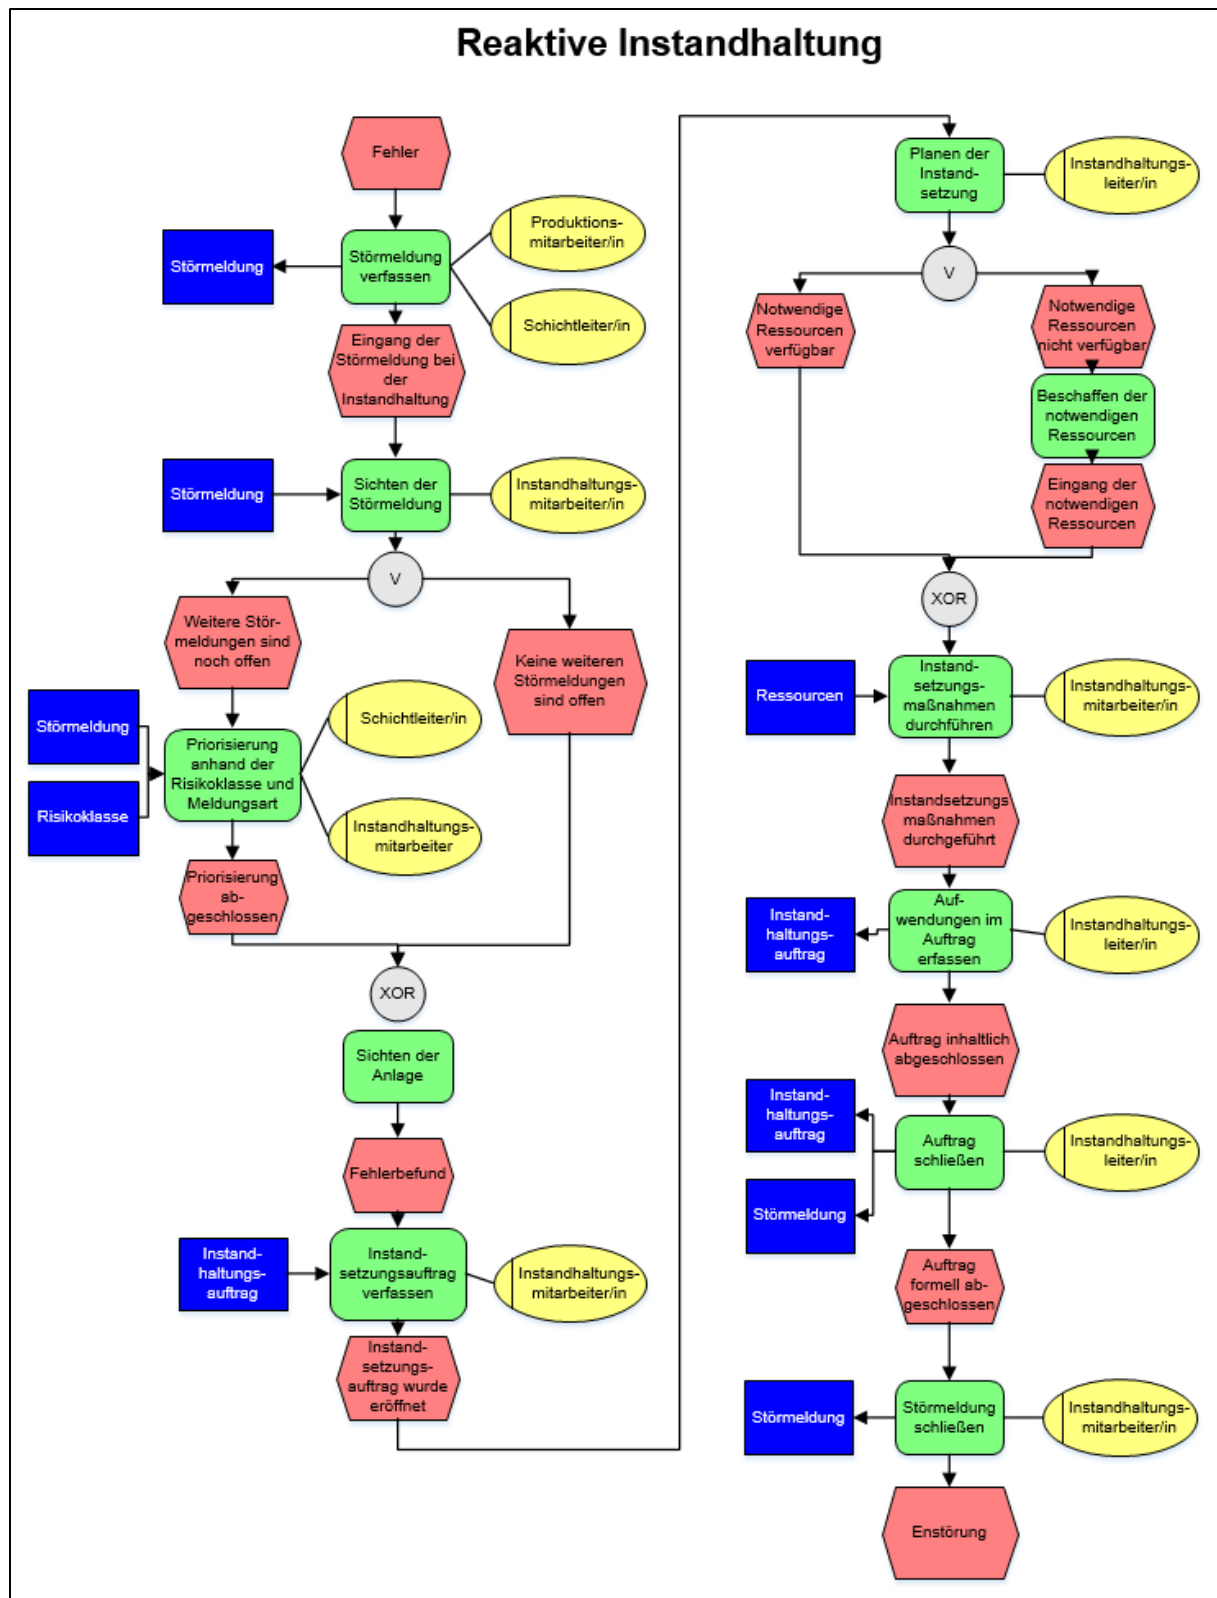 Reaktive Instandhaltung
Fehler
Störmeldung
Störmeldung
verfassen
Produktions-
mitarbeiter/in
Schichtleiter/in
Eingang der
Störmeldung bei
der
Instandhaltung
Störmeldung
Sichten der
Störmeldung
Instandhaltungs-
mitarbeiter/in
V
Weitere Stör-
meldungen sind
noch offen
Keine weiteren
Störmeldungen
sind offen
Störmeldung
Risikoklasse
Priorisierung
anhand der
Risikoklasse und
Meldungsart
Schichtleiter/in
Instandhaltungs-
mitarbeiter
Priorisierung
ab-
geschlossen
XOR
Sichten der
Anlage
Fehlerbefund
Instand-
haltungs-
auftrag
Instand-
setzungsauftrag
verfassen
Instandhaltungs-
mitarbeiter/in
Instand-
setzungs-
auftrag wurde
eröffnet
Planen der
Instand-
setzung
Instandhaltungs-
leiter/in
V
Notwendige
Ressourcen
verfügbar
Notwendige
Ressourcen
nicht verfügbar
Beschaffen der
notwendigen
Ressourcen
Eingang der
notwendigen
Ressourcen
XOR
Ressourcen
Instand-
setzungs-
maßnahmen
durchführen
Instandhaltungs-
mitarbeiter/in
Instandsetzungs
maßnahmen
durchgeführt
Instand-
haltungs-
auftrag
Auf-
wendungen im
Auftrag
erfassen
Instandhaltungs-
leiter/in
Auftrag inhaltlich
abgeschlossen
Instand-
haltungs-
auftrag
Störmeldung
Auftrag
schließen
Instandhaltungs-
leiter/in
Auftrag
formell ab-
geschlossen
Störmeldung
Störmeldung
schließen
Instandhaltungs-
mitarbeiter/in
Enstörung